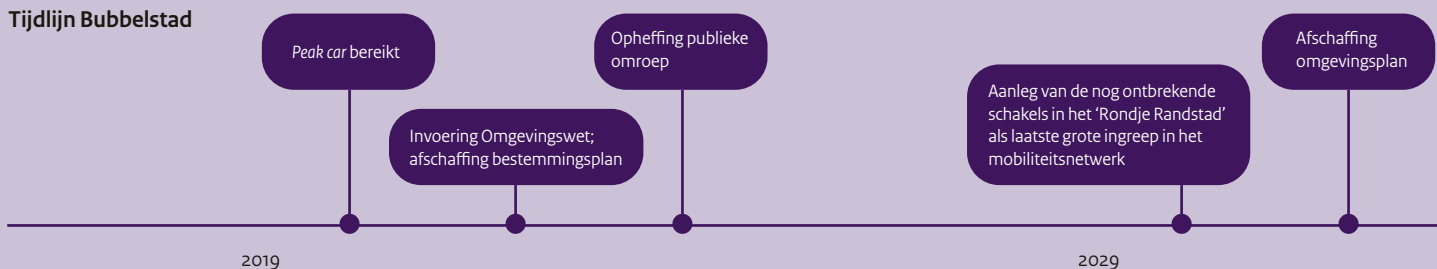 Tijdlijn Bubbelstad
Peak car bereikt
Invoering Omgevingswet;
afschaffing bestemmingsplan
Opheffing publieke
omroep
Aanleg van de nog ontbrekende
schakels in het ‘Rondje Randstad’
als laatste grote ingreep in het
mobiliteitsnetwerk
Afschaffing
omgevingsplan
2019
2029